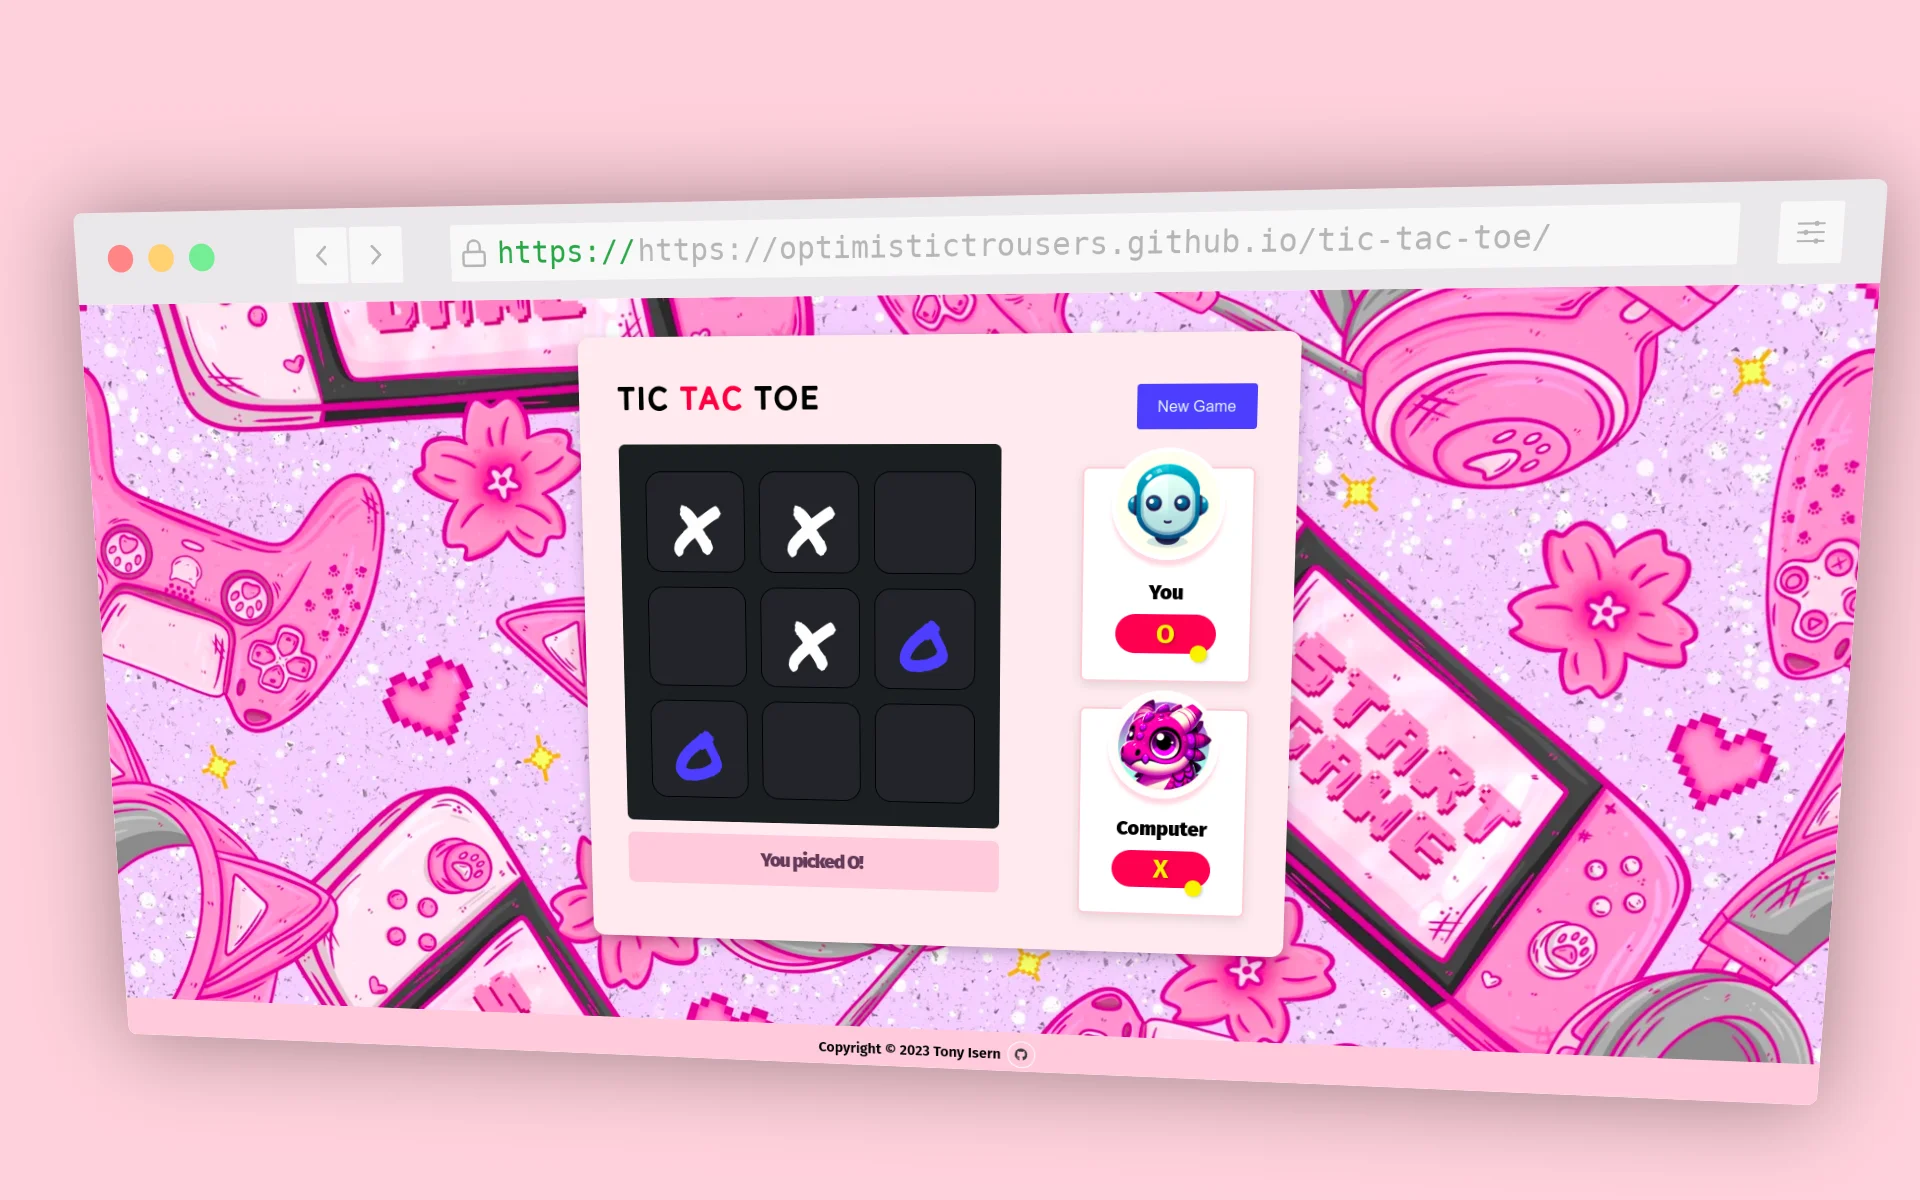 https://https://optimistictrousers.github.io/tic-tac-toe/
GAME
TIC TAC TOE
New Game
X X
X O
O
You picked O!
You
O
Computer
X
START
GAME
Copyright © 2023 Tony Isern